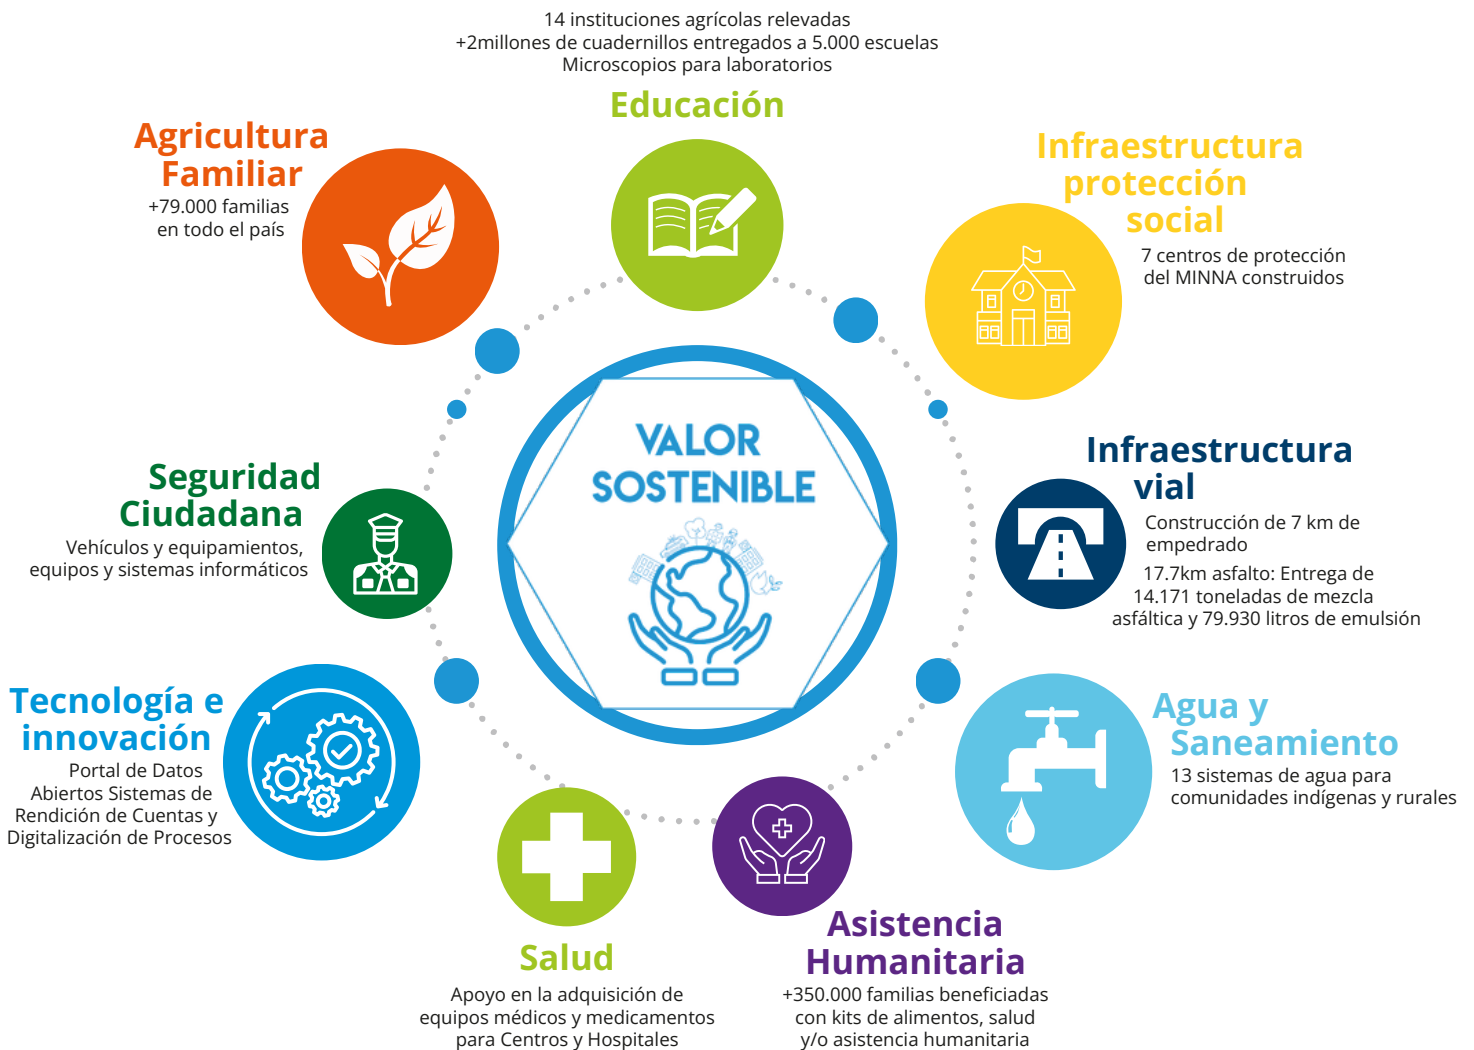 14 instituciones agrícolas relevadas
+2millones de cuadernillos entregados a 5.000 escuelas
Microscopios para laboratorios
Educación
Agricultura
Familiar
+79.000 familias
en todo el país
Infraestructura
protección
social
7 centros de protección
del MINNA construidos
VALOR
SOSTENIBLE
Seguridad
Ciudadana
Vehículos y equipamientos,
equipos y sistemas informáticos
Infraestructura
vial
Construcción de 7 km de
empedrado
17.7km asfalto: Entrega de
14.171 toneladas de mezcla
asfáltica y 79.930 litros de emulsión
Tecnología e
innovación
Portal de Datos
Abiertos Sistemas de
Rendición de Cuentas y
Digitalización de Procesos
Agua y
Saneamiento
13 sistemas de agua para
comunidades indígenas y rurales
Salud
Apoyo en la adquisición de
equipos médicos y medicamentos
para Centros y Hospitales
Asistencia
Humanitaria
+350.000 familias beneficiadas
con kits de alimentos, salud
y/o asistencia humanitaria